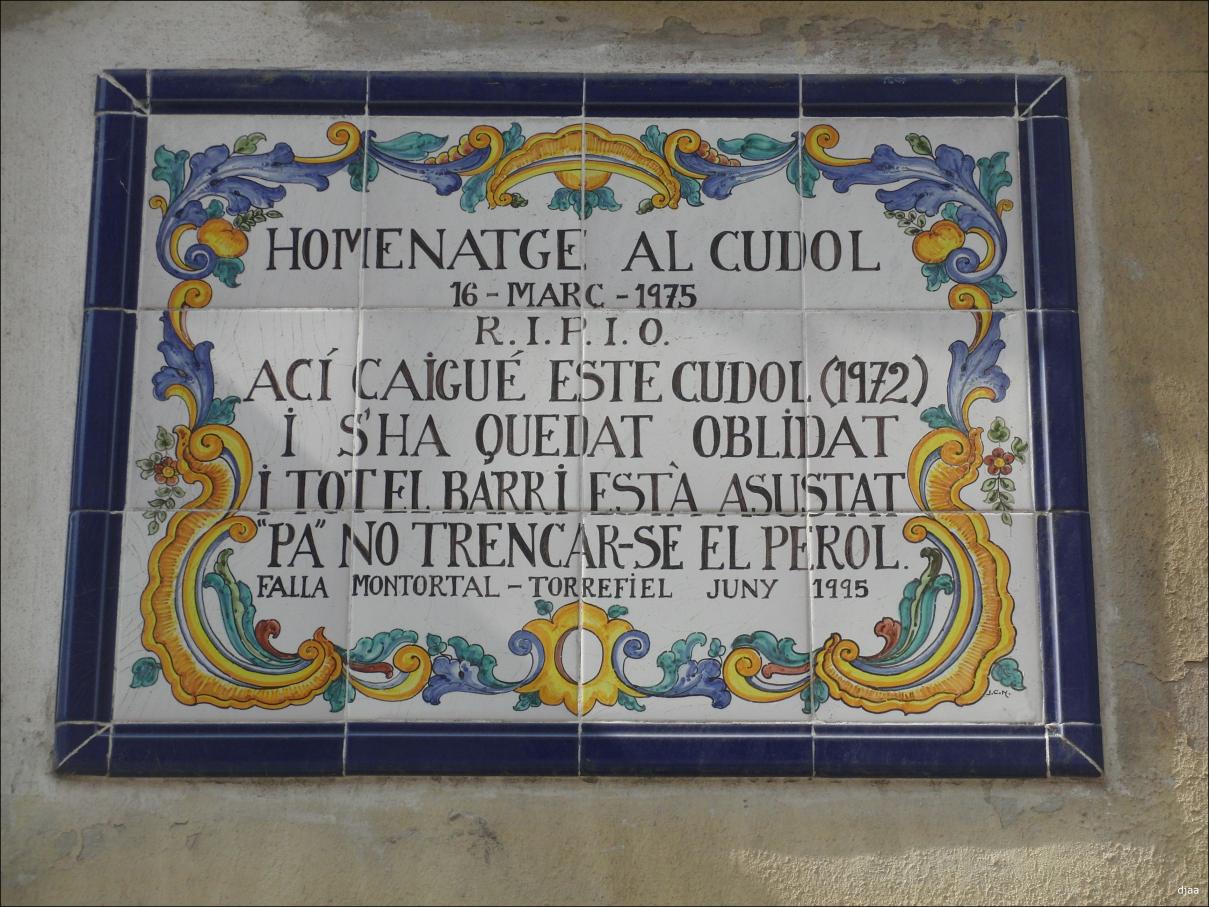 HOMENATGE AL CUDOL
16 - MARC - 1975
R.I.P.I.O.
ACÍ CAIGUÉ ESTE CUDOL (1972)
i S'HA QUEDAT OBLIDAT
i TOT EL BARRI ESTÀ ASUSTAT
"PA" NO TRENCAR-SE EL PEROL.
FALLA MONTORTAL - TORREFIEL JUNY 1995
J.C.M.
djaa